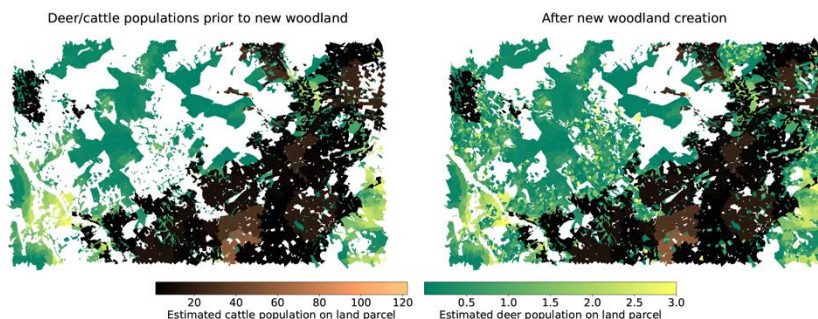 Deer/cattle populations prior to new woodland
After new woodland creation
20 40 60 80 100 120
Estimated cattle population on land parcel
0.5 1.0 1.5 2.0 2.5 3.0
Estimated deer population on land parcel